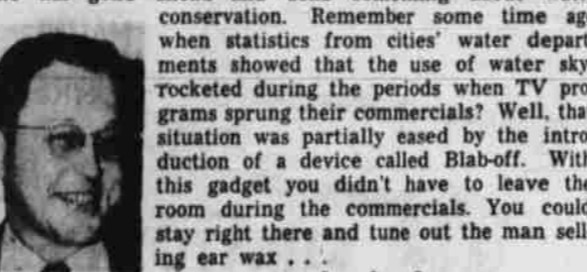 conservation. Remember some time
when statistics from cities' water depart
ments showed that the use of water sky
rocketed during the periods when TV pro
grams sprung their commercials? Well, tha
situation was partially eased by the intro
duction of a device called Blab-off. With
this gadget you didn't have to leave the
room during the commercials. You could
stay right there and tune out the man sell
ing ear wax . . .